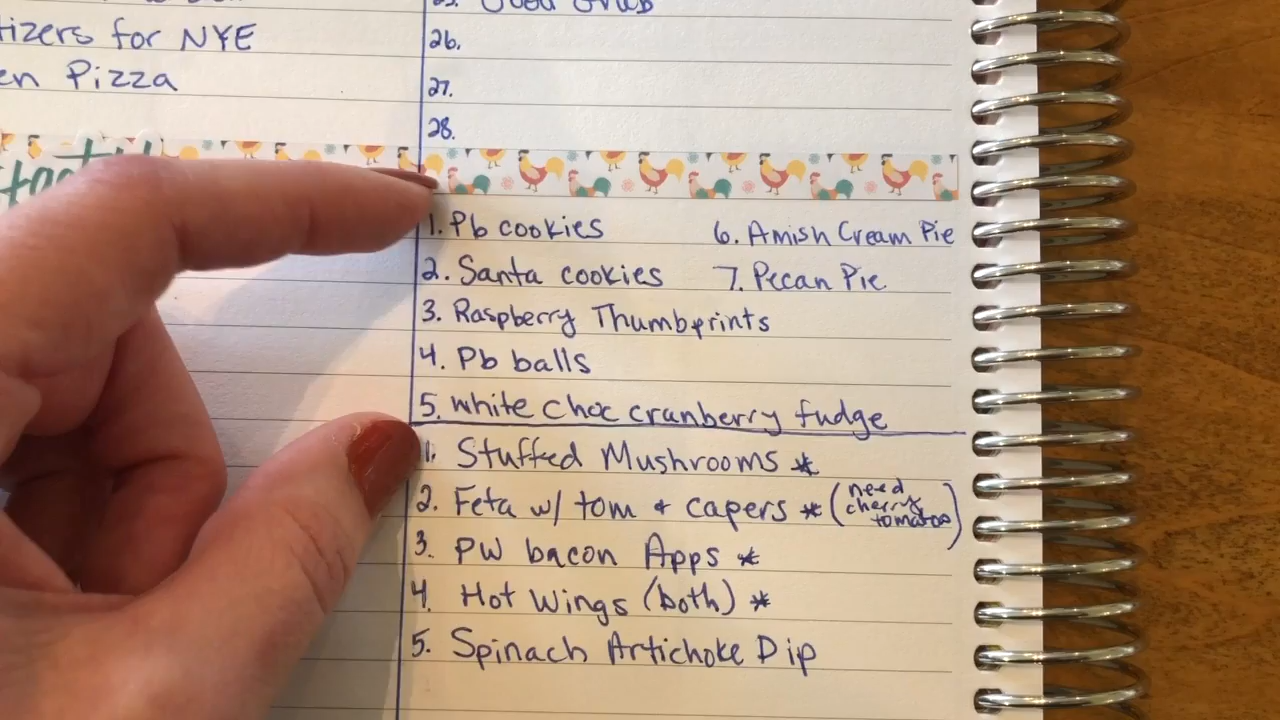 tizers for NYE
en Pizza
26.
27.
28.
1. Pb cookies
2. Santa cookies
3. Raspberry Thumbprints
4. Pb balls
5. white choc cranberry fudge
6. Amish Cream Pie
7. Pecan Pie
1. Stuffed Mushrooms *
2. Feta w/ tom + capers * (need cherry tomatoes)
3. PW bacon Apps *
4. Hot Wings (both) *
5. Spinach Artichoke Dip